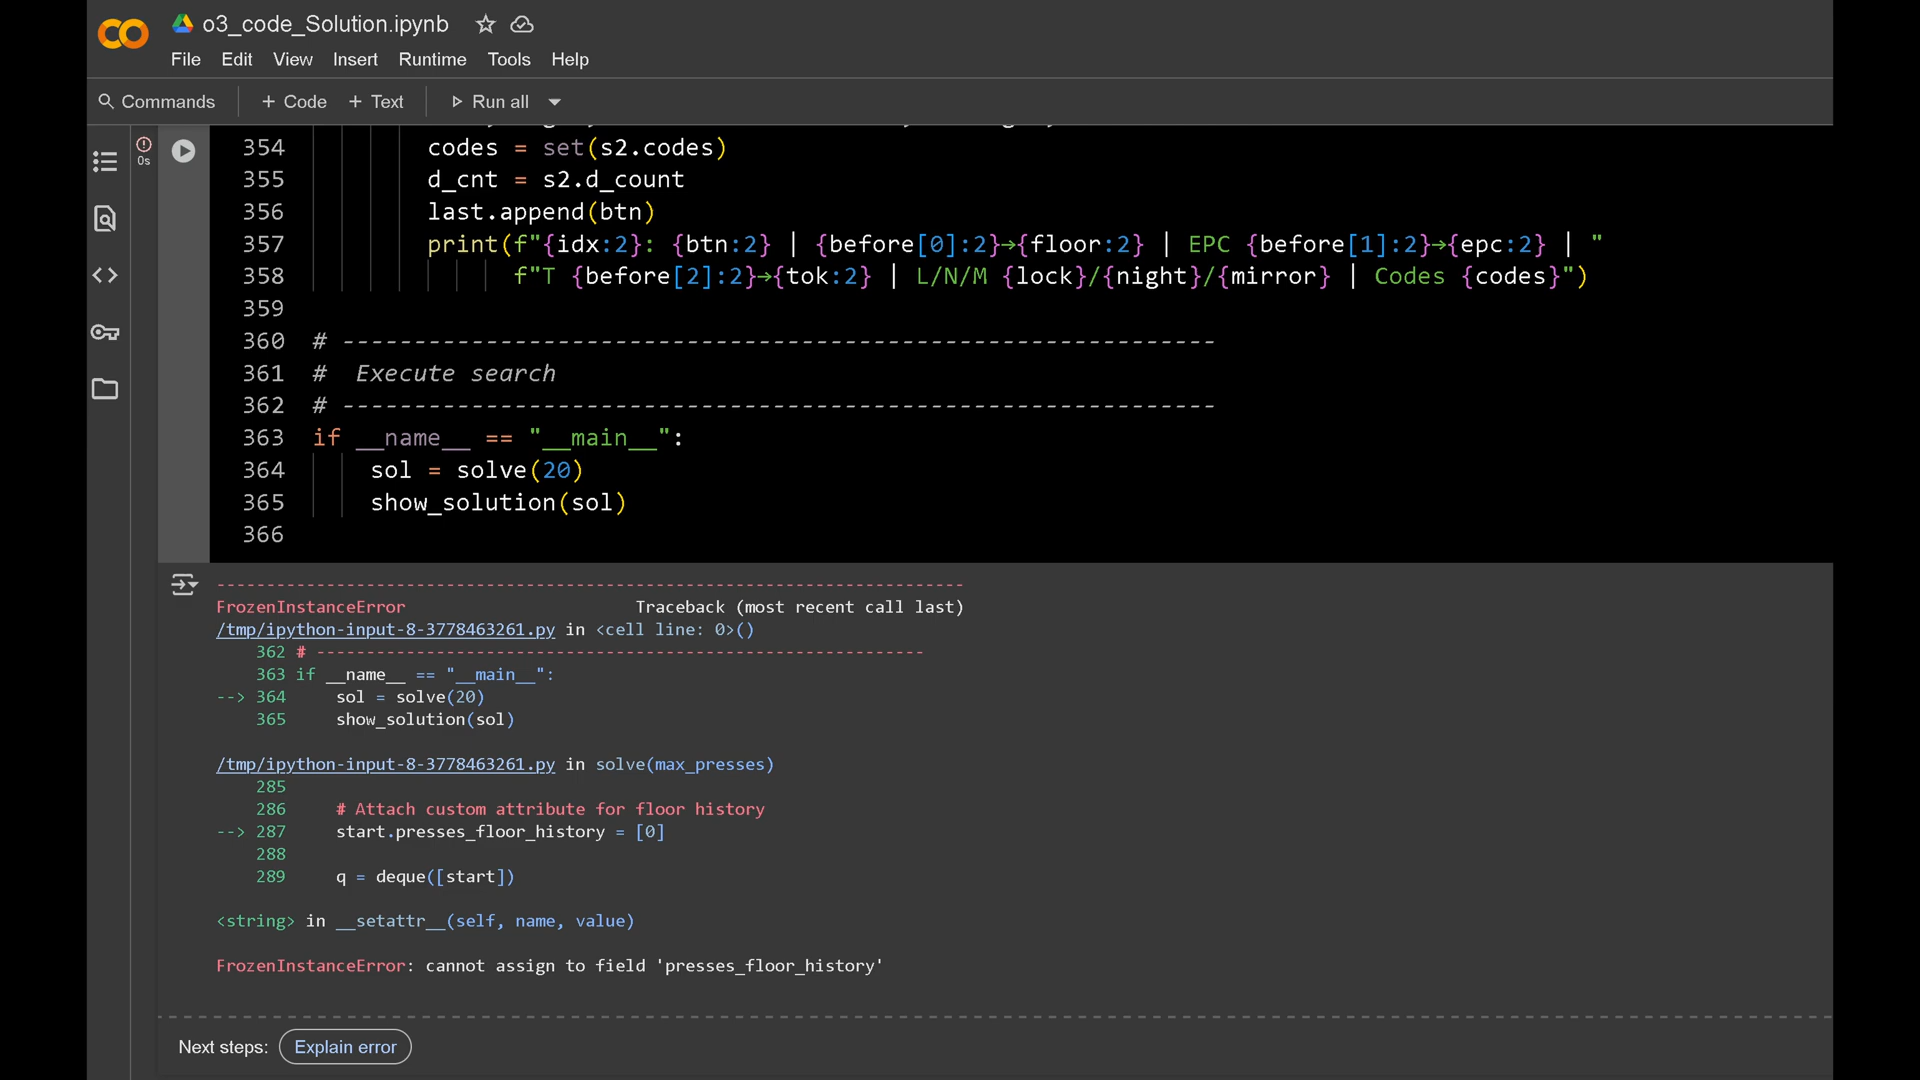 o3_code_Solution.ipynb
File Edit View Insert Runtime Tools Help
Commands + Code + Text Run all
0s
354 codes = set(s2.codes)
355 d_cnt = s2.d_count
356 last.append(btn)
357 print(f"{idx:2}: {btn:2} | {before[0]:2}→{floor:2} | EPC {before[1]:2}→{epc:2} | "
358 f"T {before[2]:2}→{tok:2} | L/N/M {lock}/{night}/{mirror} | Codes {codes}")
359
360 # -------------------------------------------------------------
361 # Execute search
362 # -------------------------------------------------------------
363 if __name__ == "__main__":
364 sol = solve(20)
365 show_solution(sol)
366
---------------------------------------------------------------------------
FrozenInstanceError Traceback (most recent call last)
/tmp/ipython-input-8-3778463261.py in <cell line: 0>()
362 # -------------------------------------------------------------
363 if __name__ == "__main__":
--> 364 sol = solve(20)
365 show_solution(sol)
/tmp/ipython-input-8-3778463261.py in solve(max_presses)
285
286 # Attach custom attribute for floor history
--> 287 start.presses_floor_history = [0]
288
289 q = deque([start])
<string> in __setattr__(self, name, value)
FrozenInstanceError: cannot assign to field 'presses_floor_history'
Next steps: Explain error